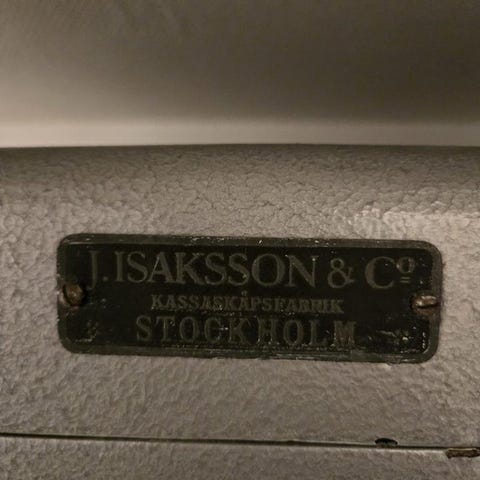 J. ISAKSSON & Cº
KASSASKÅPSFABRIK
STOCKHOLM